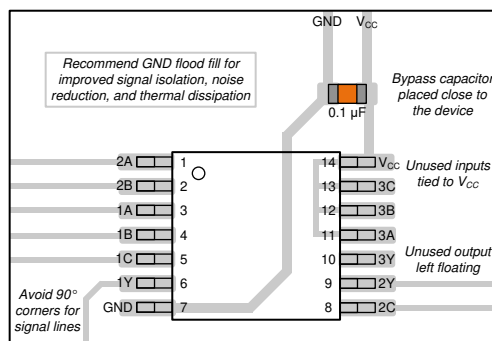 GND
V_CC
Recommend GND flood fill for
improved signal isolation, noise
reduction, and thermal dissipation
Bypass capacitor
placed close to
the device
0.1 µF
2A
1
14
V_CC
Unused inputs
tied to V_CC
2B
2
13
3C
1A
3
12
3B
1B
4
11
3A
1C
5
10
3Y
Unused output
left floating
1Y
6
9
2Y
Avoid 90°
corners for
signal lines
GND
7
8
2C